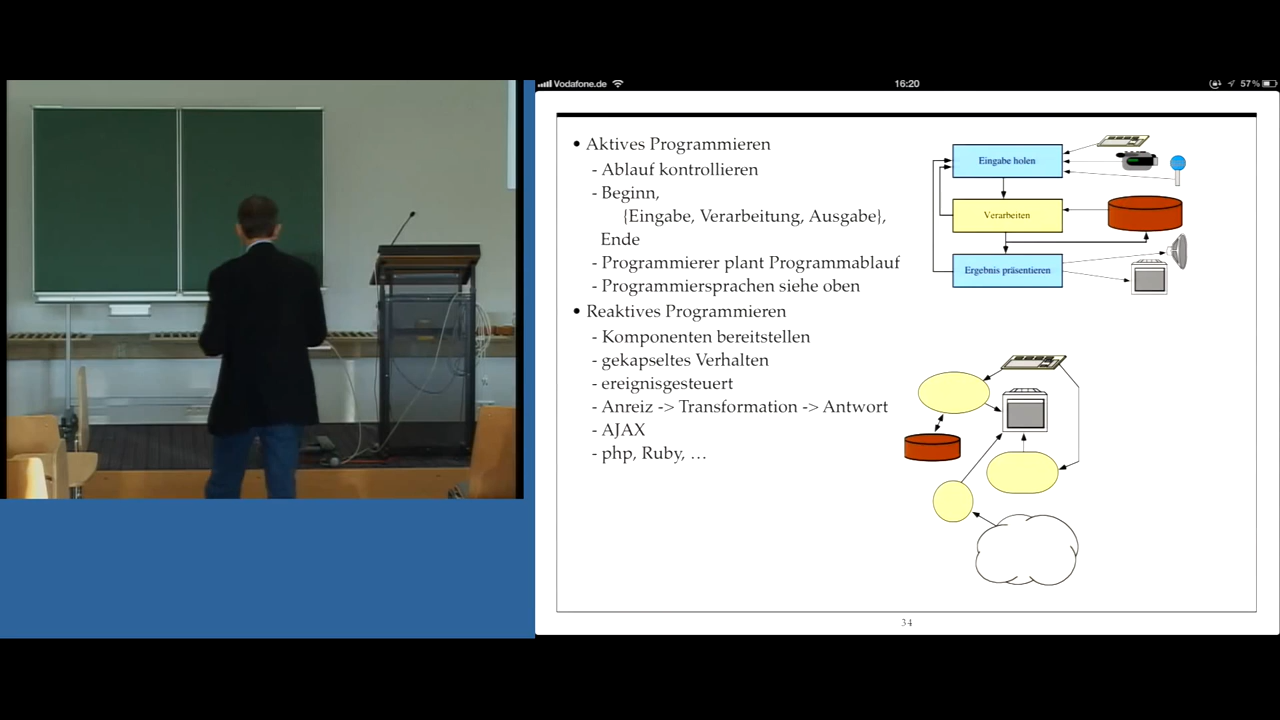 Vodafone.de
16:20
57%
• Aktives Programmieren
- Ablauf kontrollieren
- Beginn,
{Eingabe, Verarbeitung, Ausgabe},
Ende
- Programmierer plant Programmablauf
- Programmiersprachen siehe oben
• Reaktives Programmieren
- Komponenten bereitstellen
- gekapseltes Verhalten
- ereignisgesteuert
- Anreiz -> Transformation -> Antwort
- AJAX
- php, Ruby, …
Eingabe holen
Verarbeiten
Ergebnis präsentieren
34